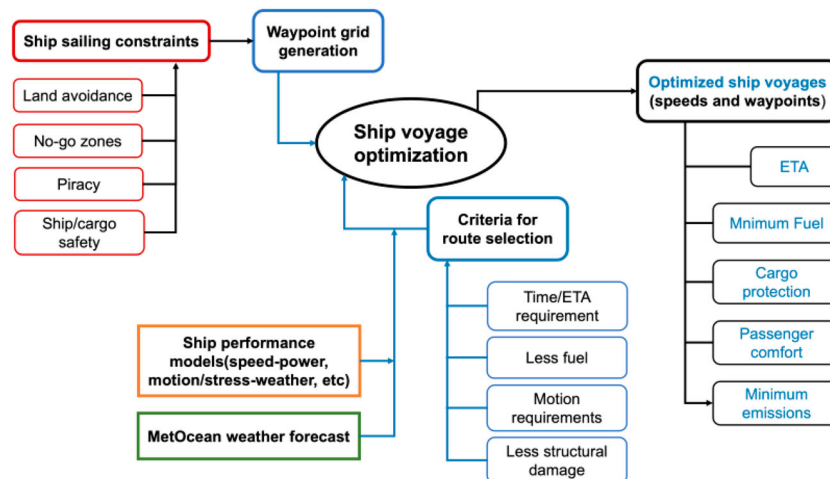 Ship sailing constraints
Land avoidance
No-go zones
Piracy
Ship/cargo
safety
Waypoint grid
generation
Ship voyage
optimization
Criteria for
route selection
Time/ETA
requirement
Less fuel
Motion
requirements
Less structural
damage
Ship performance
models(speed-power,
motion/stress-weather, etc)
MetOcean weather forecast
Optimized ship voyages
(speeds and waypoints)
ETA
Mnimum Fuel
Cargo
protection
Passenger
comfort
Minimum
emissions